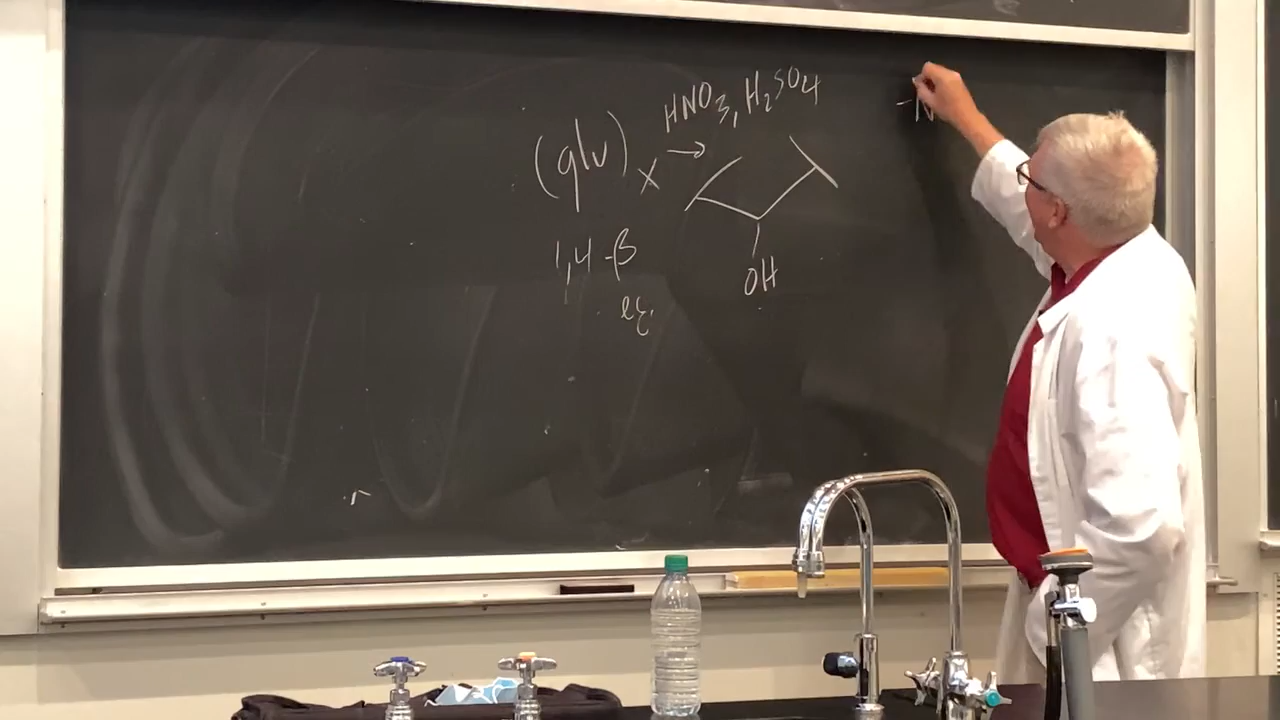 HNO3, H2SO4
(glu)x →
1,4-β
OH
-N